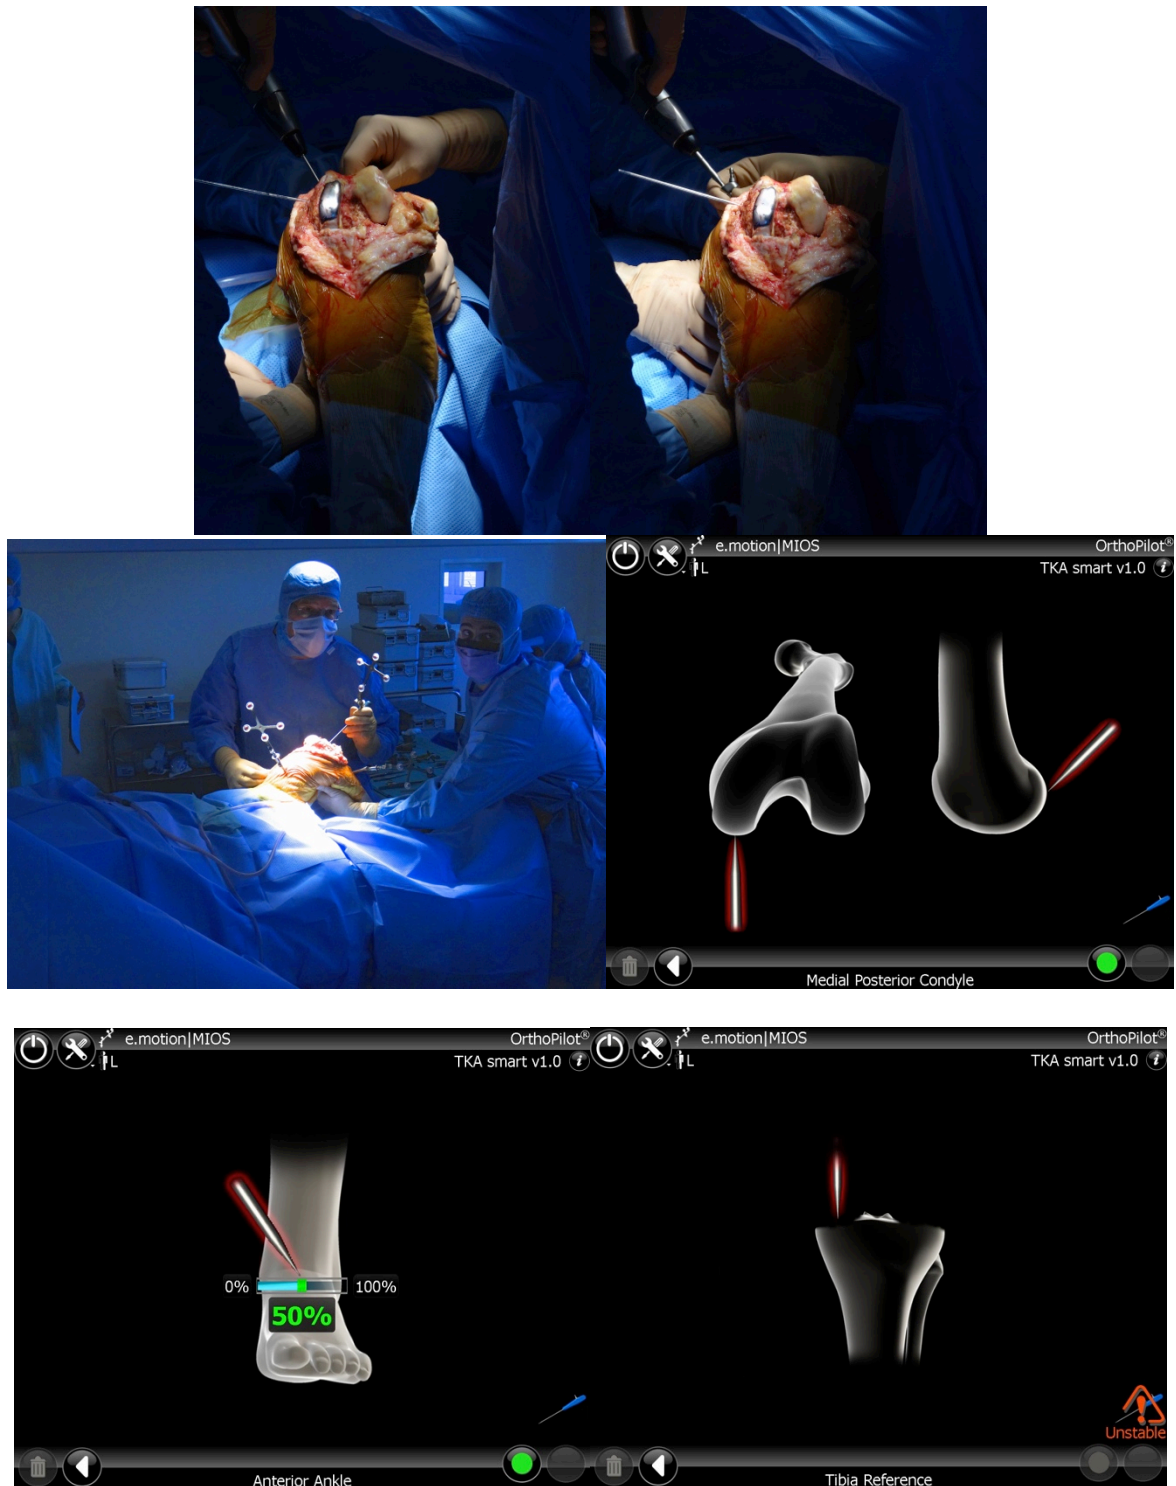 e.motion|MIOS OrthoPilot®
L TKA smart v1.0 i
Medial Posterior Condyle
e.motion|MIOS OrthoPilot®
L TKA smart v1.0 i
0% 100%
50%
Anterior Ankle
e.motion|MIOS OrthoPilot®
L TKA smart v1.0 i
Unstable
Tibia Reference